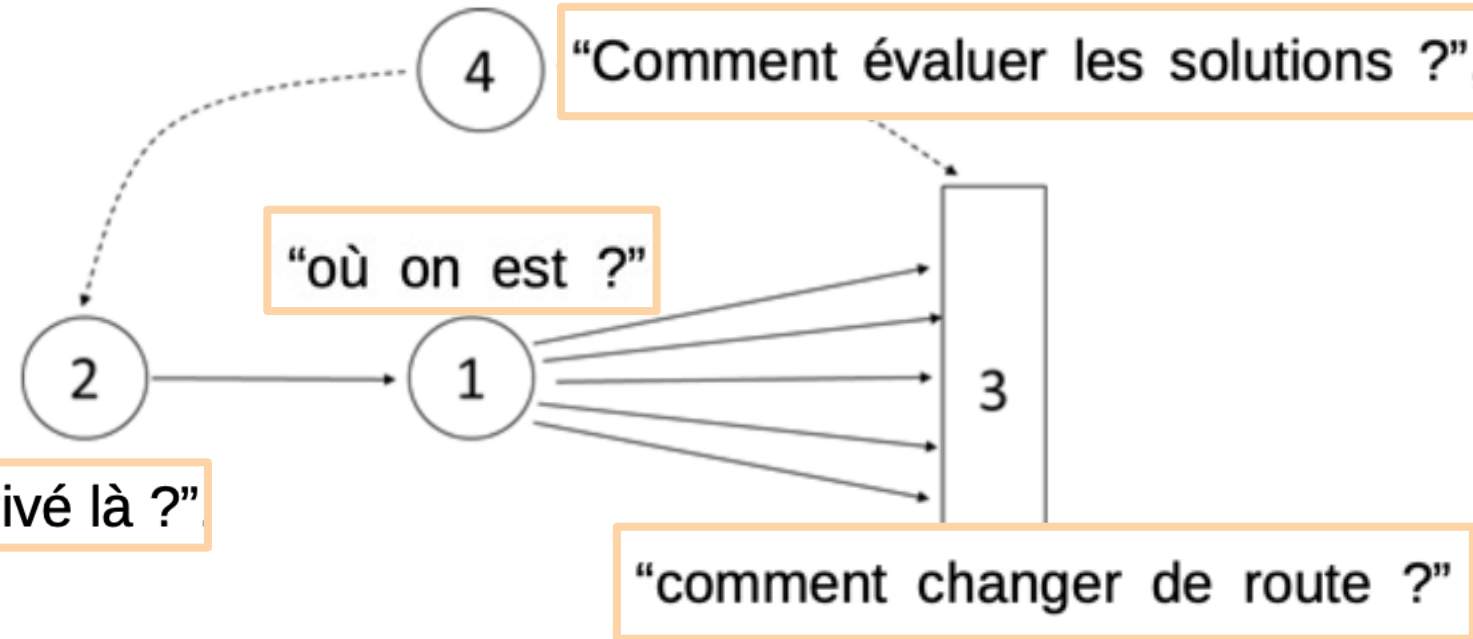 4
“Comment évaluer les solutions ?”
“où on est ?”
2
1
3
ivé là ?”
“comment changer de route ?”